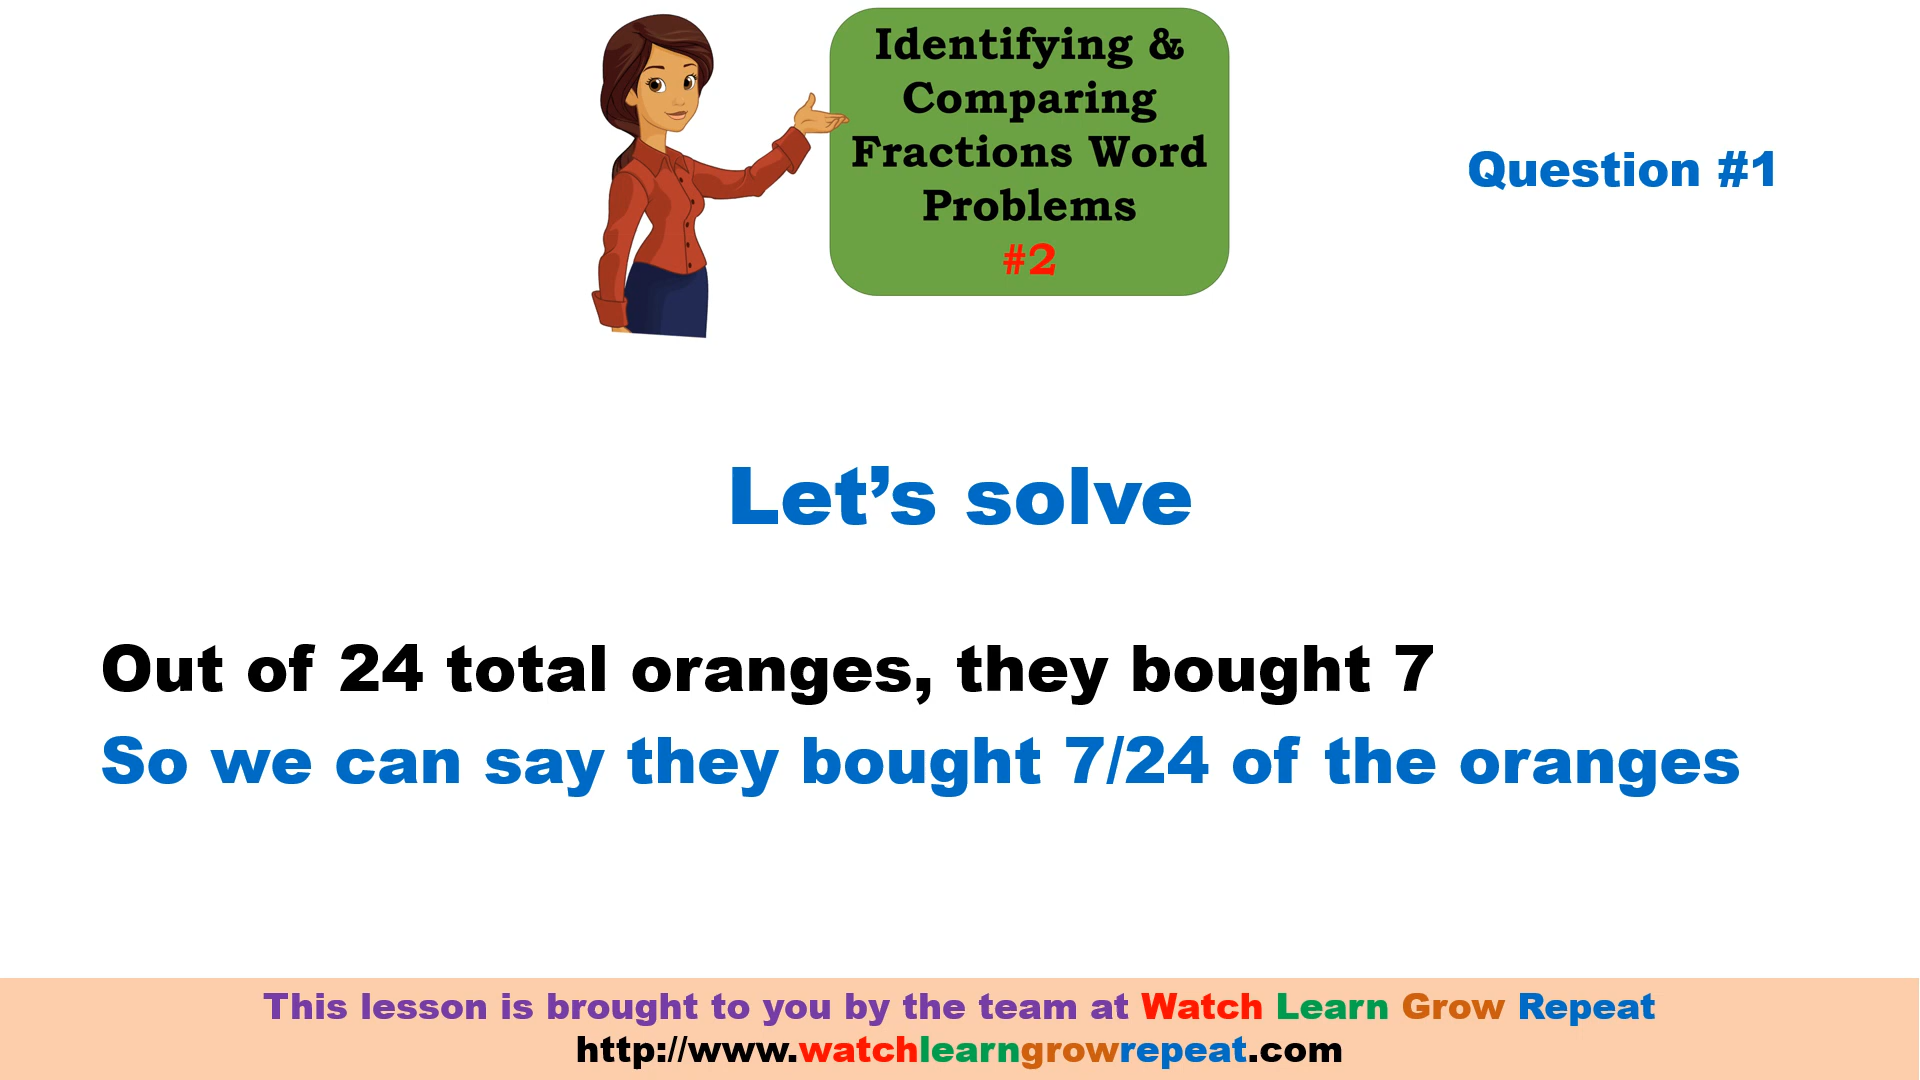 Identifying &
Comparing
Fractions Word
Problems
#2
Question #1
Let’s solve
Out of 24 total oranges, they bought 7
So we can say they bought 7/24 of the oranges
This lesson is brought to you by the team at Watch Learn Grow Repeat
http://www.watchlearngrowrepeat.com